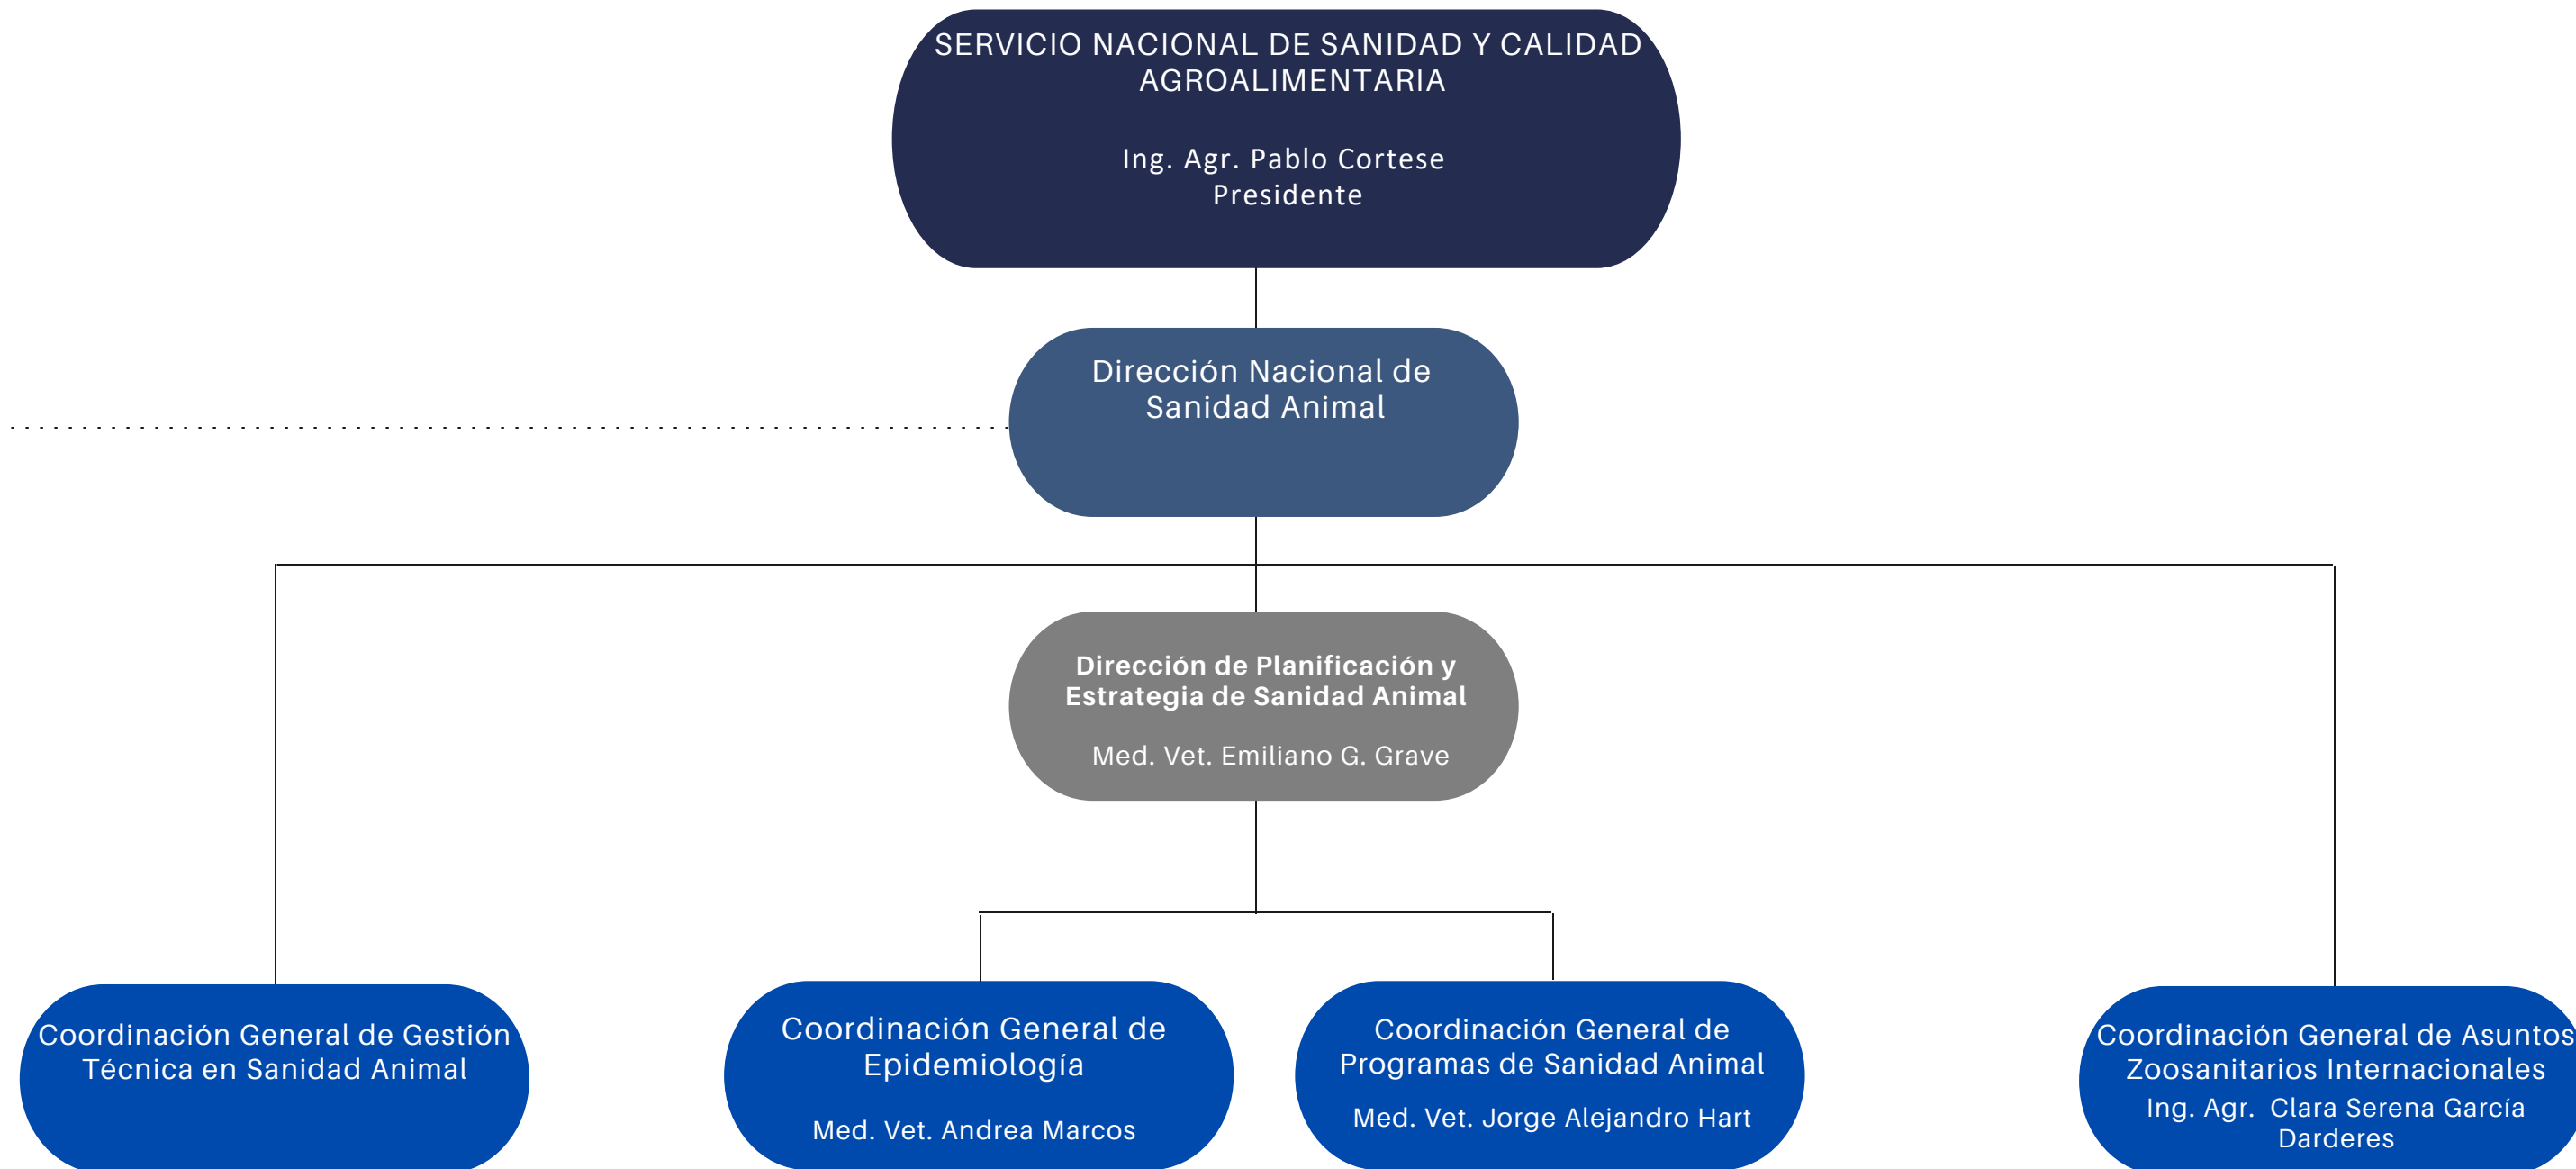 SERVICIO NACIONAL DE SANIDAD Y CALIDAD
AGROALIMENTARIA
Ing. Agr. Pablo Cortese
Presidente
Dirección Nacional de
Sanidad Animal
Dirección de Planificación y
Estrategia de Sanidad Animal
Med. Vet. Emiliano G. Grave
Coordinación General de Gestión
Técnica en Sanidad Animal
Coordinación General de
Epidemiología
Med. Vet. Andrea Marcos
Coordinación General de
Programas de Sanidad Animal
Med. Vet. Jorge Alejandro Hart
Coordinación General de Asuntos
Zoosanitarios Internacionales
Ing. Agr. Clara Serena García
Darderes